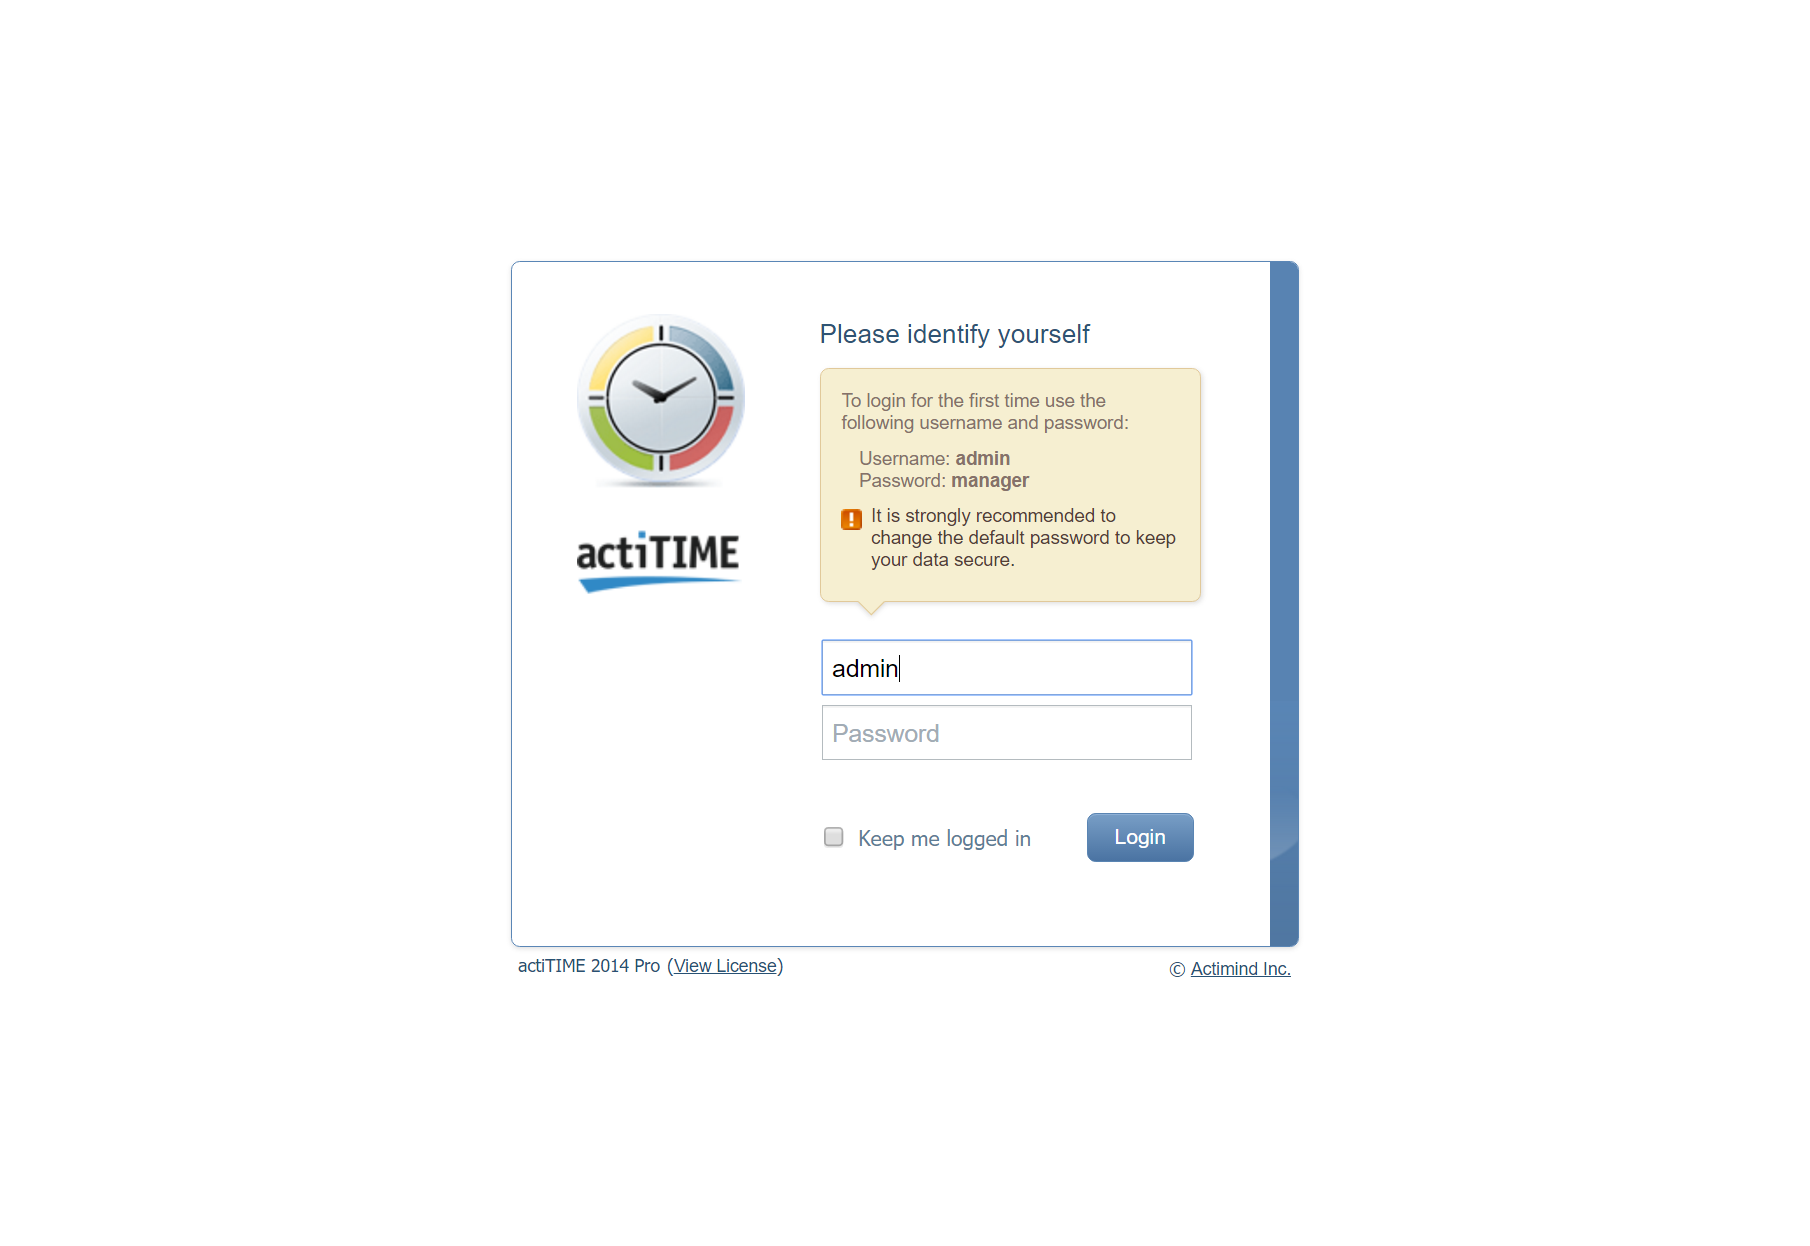 Please identify yourself
To login for the first time use the
following username and password:
Username: admin
Password: manager
It is strongly recommended to
change the default password to keep
your data secure.
actiTIME
admin
Password
Keep me logged in
Login
actiTIME 2014 Pro (View License)
© Actimind Inc.